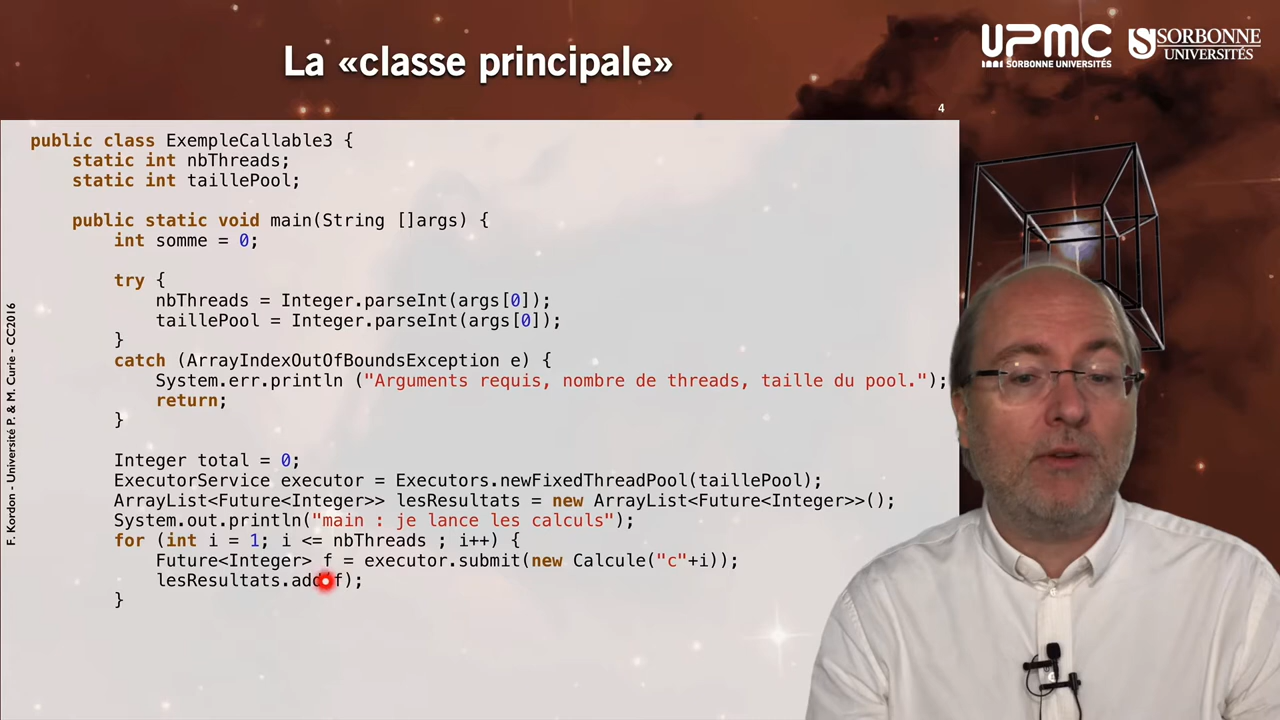 La «classe principale»
UPMC
SORBONNE UNIVERSITÉS
SORBONNE
UNIVERSITÉS
4
public class ExempleCallable3 {
static int nbThreads;
static int taillePool;
public static void main(String []args) {
int somme = 0;
try {
nbThreads = Integer.parseInt(args[0]);
taillePool = Integer.parseInt(args[0]);
}
catch (ArrayIndexOutOfBoundsException e) {
System.err.println ("Arguments requis, nombre de threads, taille du pool.");
return;
}
Integer total = 0;
ExecutorService executor = Executors.newFixedThreadPool(taillePool);
ArrayList<Future<Integer>> lesResultats = new ArrayList<Future<Integer>>();
System.out.println("main : je lance les calculs");
for (int i = 1; i <= nbThreads ; i++) {
Future<Integer> f = executor.submit(new Calcule("c"+i));
lesResultats.add(f);
}
F. Kordon - Université P. & M. Curie - CC2016